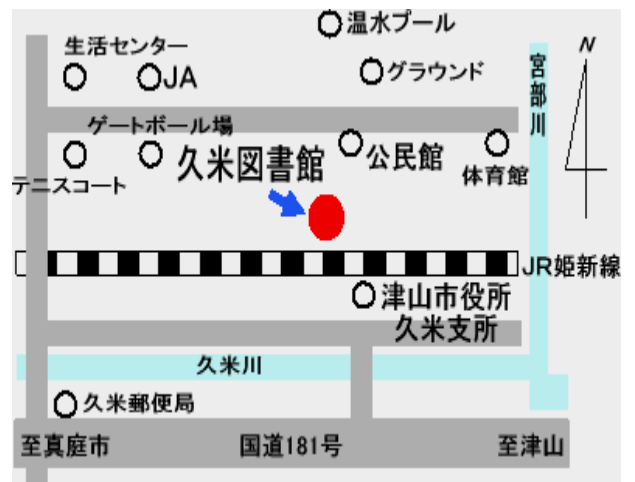 温水プール
N
生活センター
JA
グラウンド
宮部川
ゲートボール場
久米図書館
公民館
体育館
テニスコート
JR姫新線
津山市役所
久米支所
久米川
久米郵便局
至真庭市
国道181号
至津山